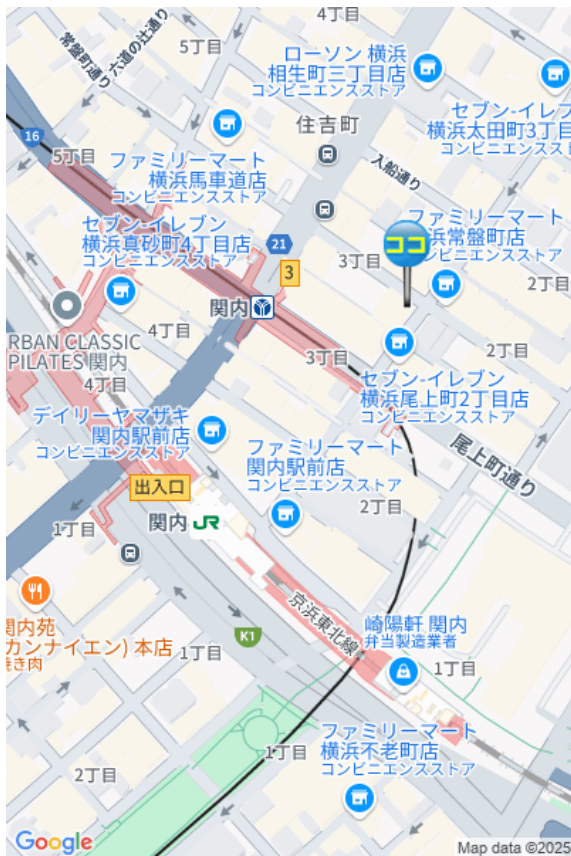 4丁目
常盤町通り
六道の辻通り
5丁目
ローソン 横浜
相生町三丁目店
コンビニエンスストア
セブン-イレブ
横浜太田町3丁目
コンビニエンススト
住吉町
入船通り
16
5丁目
ファミリーマート
横浜馬車道店
コンビニエンスストア
セブン-イレブン
横浜真砂町4丁目店
コンビニエンスストア
21
3
ファミリーマート
浜常盤町店
ンビニエンスストア
ココ
3丁目
2丁目
関内
4丁目
RBAN CLASSIC
PILATES 関内
4丁目
3丁目
2丁目
セブン-イレブン
横浜尾上町2丁目店
コンビニエンスストア
デイリーヤマザキ
関内駅前店
コンビニエンスストア
ファミリーマート
関内駅前店
コンビニエンスストア
尾上町通り
出入口
関内 JR
2丁目
1丁目
京浜東北線
崎陽軒 関内
弁当製造業者
K1
関内苑
(カンナイエン) 本店
焼き肉
1丁目
1丁目
ファミリーマート
横浜不老町店
コンビニエンスストア
1丁目
2丁目
Google
Map data ©2025